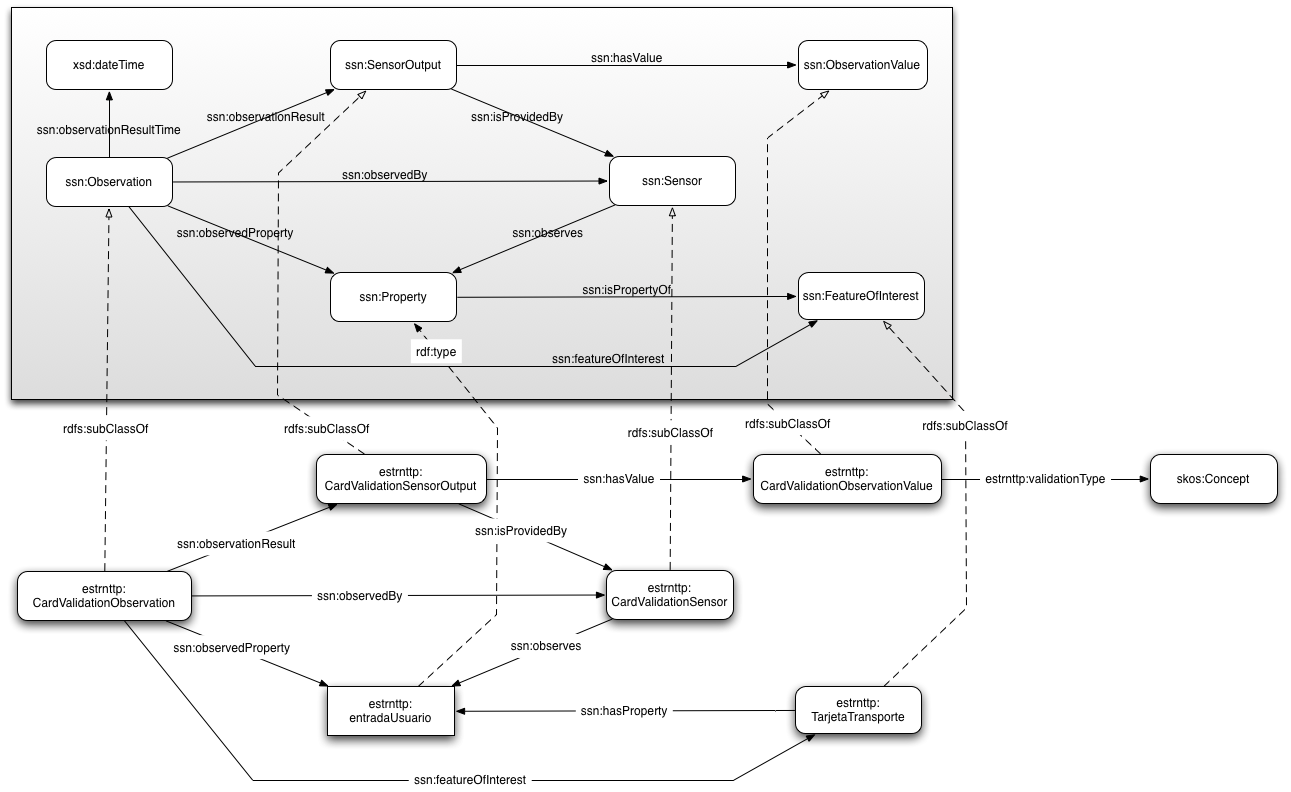 xsd:dateTime
ssn:SensorOutput
ssn:hasValue
ssn:ObservationValue
ssn:observationResultTime
ssn:observationResult
ssn:isProvidedBy
ssn:Observation
ssn:observedBy
ssn:Sensor
ssn:observedProperty
ssn:observes
ssn:Property
ssn:isPropertyOf
ssn:FeatureOfInterest
rdf:type
ssn:featureOfInterest
rdfs:subClassOf
rdfs:subClassOf
rdfs:subClassOf
rdfs:subClassOf
rdfs:subClassOf
estrnttp:
CardValidationSensorOutput
ssn:hasValue
estrnttp:
CardValidationObservationValue
estrnttp:validationType
skos:Concept
ssn:observationResult
ssn:isProvidedBy
estrnttp:
CardValidationObservation
ssn:observedBy
estrnttp:
CardValidationSensor
ssn:observedProperty
ssn:observes
estrnttp:
entradaUsuario
ssn:hasProperty
estrnttp:
TarjetaTransporte
ssn:featureOfInterest